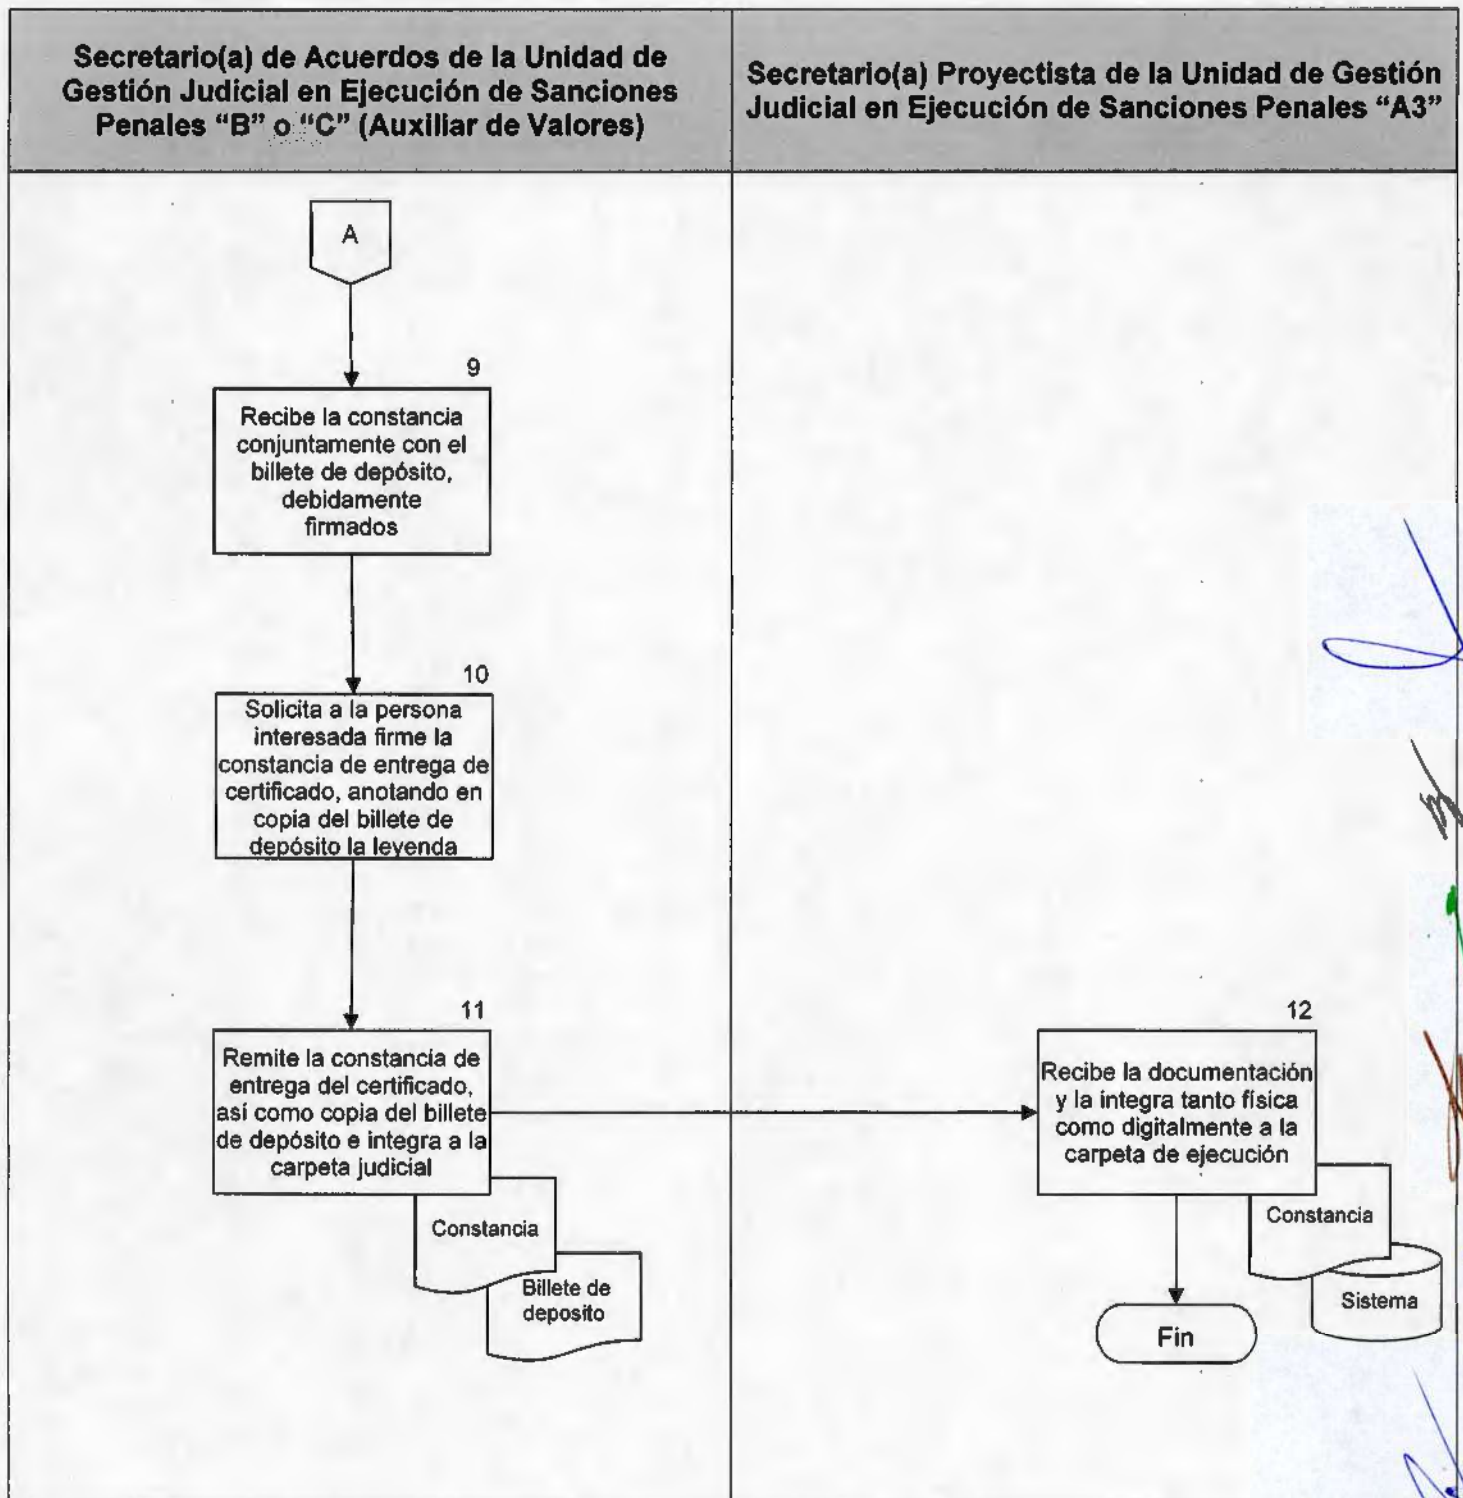 Secretario(a) de Acuerdos de la Unidad de
Gestión Judicial en Ejecución de Sanciones
Penales “B” o “C” (Auxiliar de Valores)
Secretario(a) Proyectista de la Unidad de Gestión
Judicial en Ejecución de Sanciones Penales “A3”
A
9
Recibe la constancia
conjuntamente con el
billete de depósito,
debidamente
firmados
10
Solicita a la persona
interesada firme la
constancia de entrega de
certificado, anotando en
copia del billete de
depósito la leyenda
11
Remite la constancia de
entrega del certificado,
así como copia del billete
de depósito e integra a la
carpeta judicial
Constancia
Billete de
deposito
12
Recibe la documentación
y la integra tanto física
como digitalmente a la
carpeta de ejecución
Constancia
Sistema
Fin